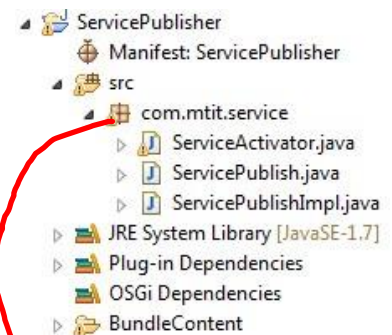 ServicePublisher
Manifest: ServicePublisher
src
com.mtit.service
ServiceActivator.java
ServicePublish.java
ServicePublishImpl.java
JRE System Library [JavaSE-1.7]
Plug-in Dependencies
OSGi Dependencies
BundleContent